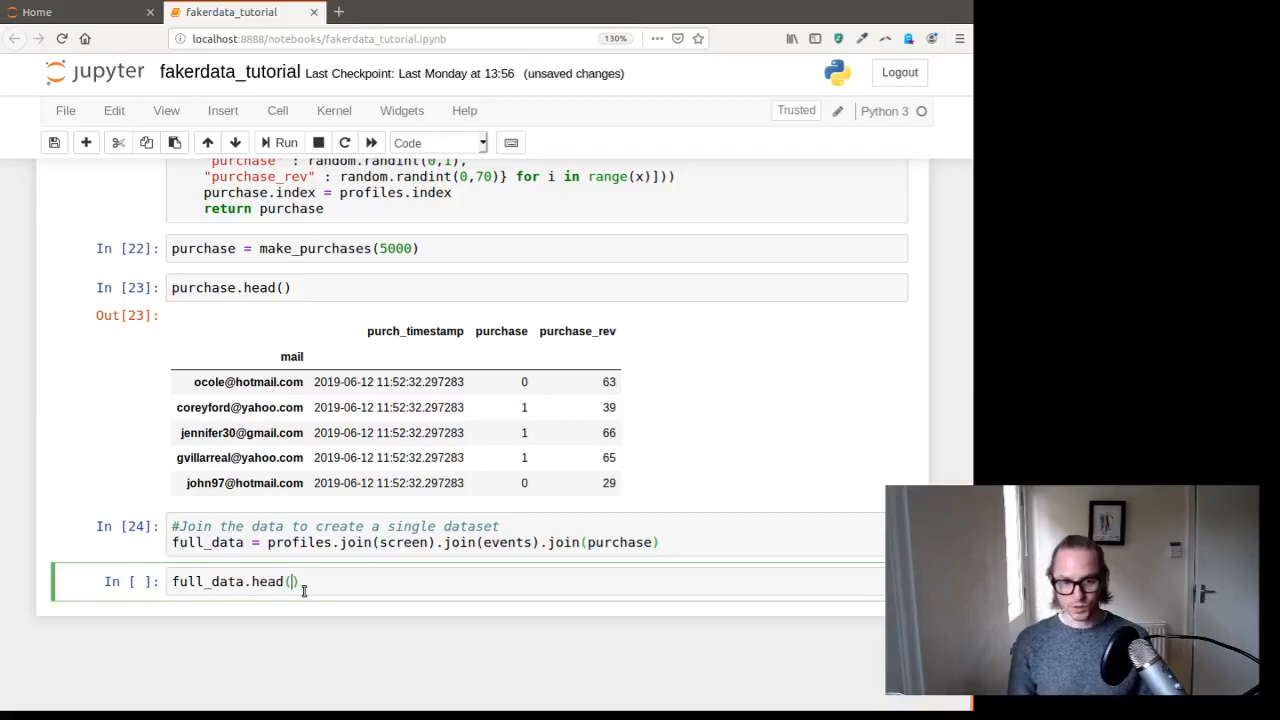 Home
fakerdata_tutorial
localhost:8888/notebooks/fakerdata_tutorial.ipynb
130%
jupyter fakerdata_tutorial Last Checkpoint: Last Monday at 13:56 (unsaved changes)
Logout
File Edit View Insert Cell Kernel Widgets Help
Trusted
Python 3
Run
Code
"purchase" : random.randint(0,1),
"purchase_rev" : random.randint(0,70)} for i in range(x)]))
purchase.index = profiles.index
return purchase
In [22]: purchase = make_purchases(5000)
In [23]: purchase.head()
Out[23]:
purch_timestamp purchase purchase_rev
mail
ocole@hotmail.com 2019-06-12 11:52:32.297283 0 63
coreyford@yahoo.com 2019-06-12 11:52:32.297283 1 39
jennifer30@gmail.com 2019-06-12 11:52:32.297283 1 66
gvillarreal@yahoo.com 2019-06-12 11:52:32.297283 1 65
john97@hotmail.com 2019-06-12 11:52:32.297283 0 29
In [24]: #Join the data to create a single dataset
full_data = profiles.join(screen).join(events).join(purchase)
In [ ]: full_data.head()